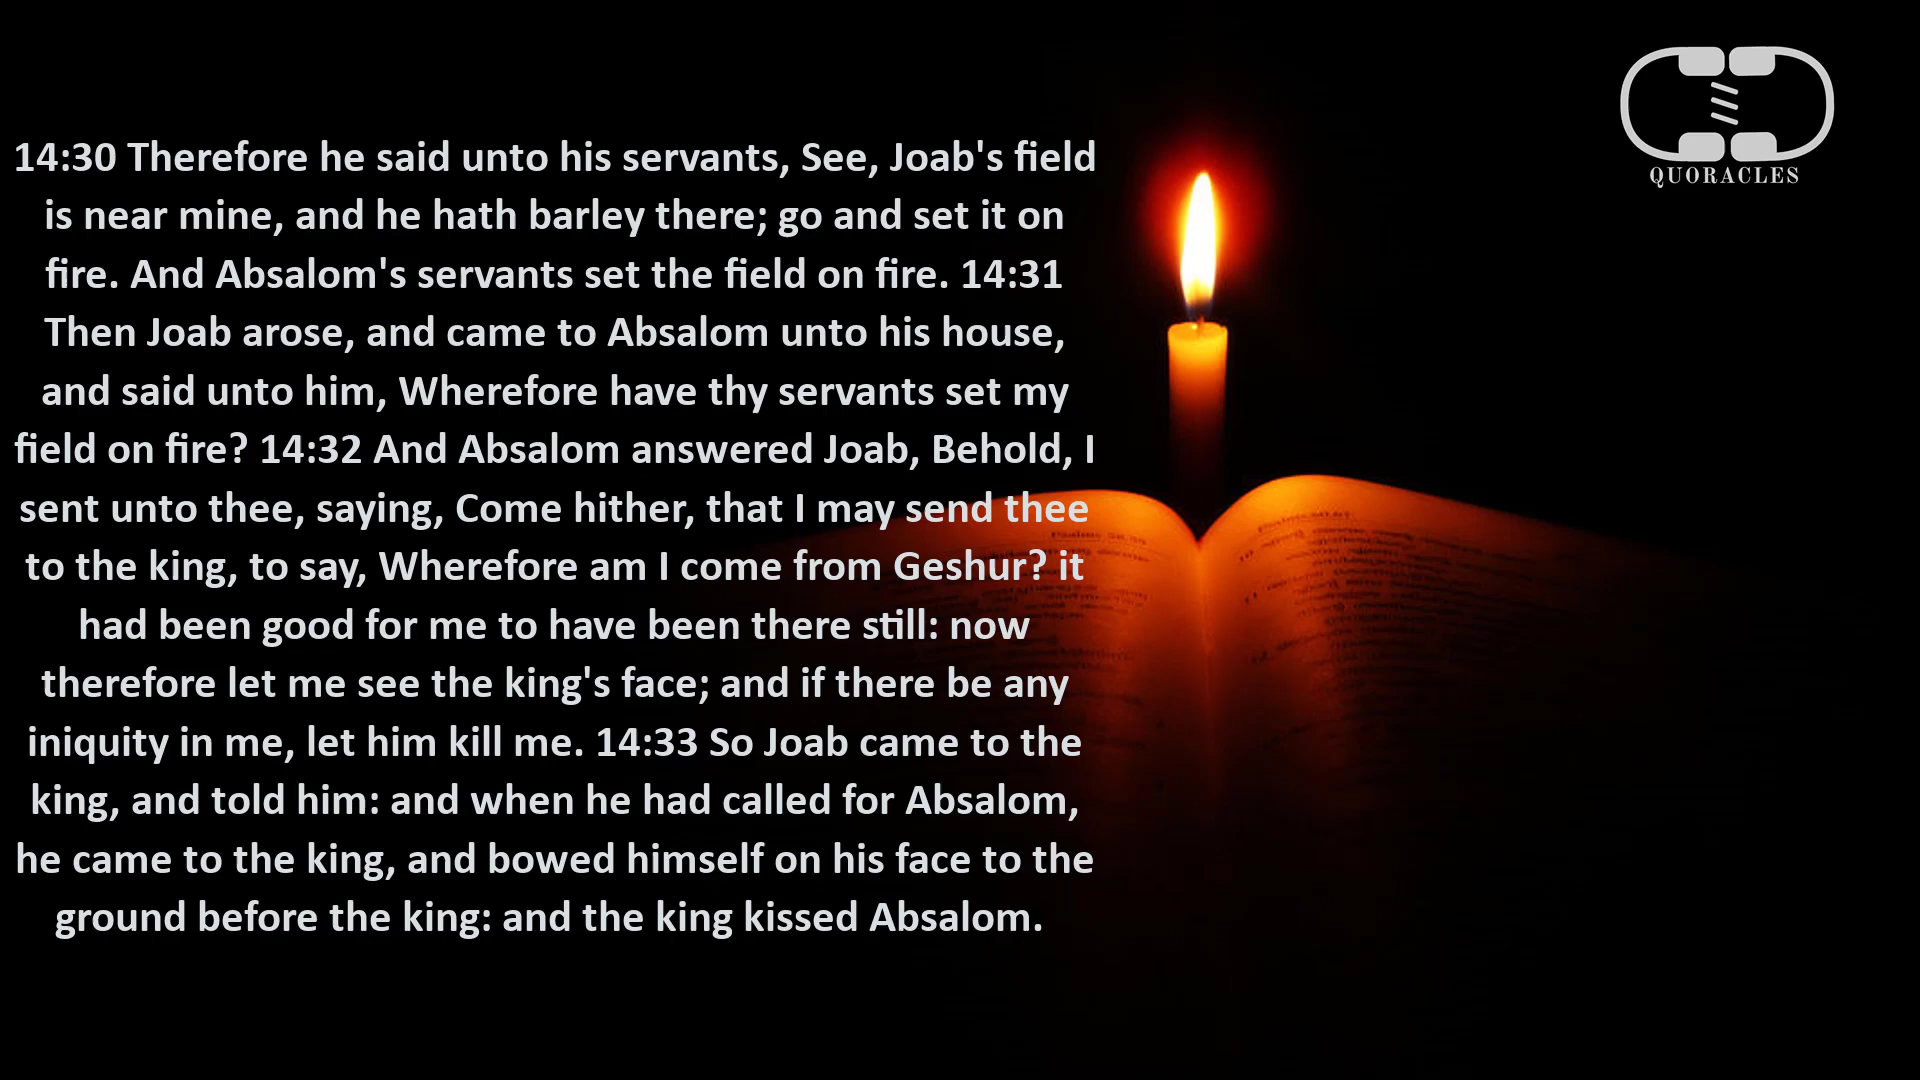 14:30 Therefore he said unto his servants, See, Joab's field
is near mine, and he hath barley there; go and set it on
fire. And Absalom's servants set the field on fire. 14:31
Then Joab arose, and came to Absalom unto his house,
and said unto him, Wherefore have thy servants set my
field on fire? 14:32 And Absalom answered Joab, Behold, I
sent unto thee, saying, Come hither, that I may send thee
to the king, to say, Wherefore am I come from Geshur? it
had been good for me to have been there still: now
therefore let me see the king's face; and if there be any
iniquity in me, let him kill me. 14:33 So Joab came to the
king, and told him: and when he had called for Absalom,
he came to the king, and bowed himself on his face to the
ground before the king: and the king kissed Absalom.
QUORACLES